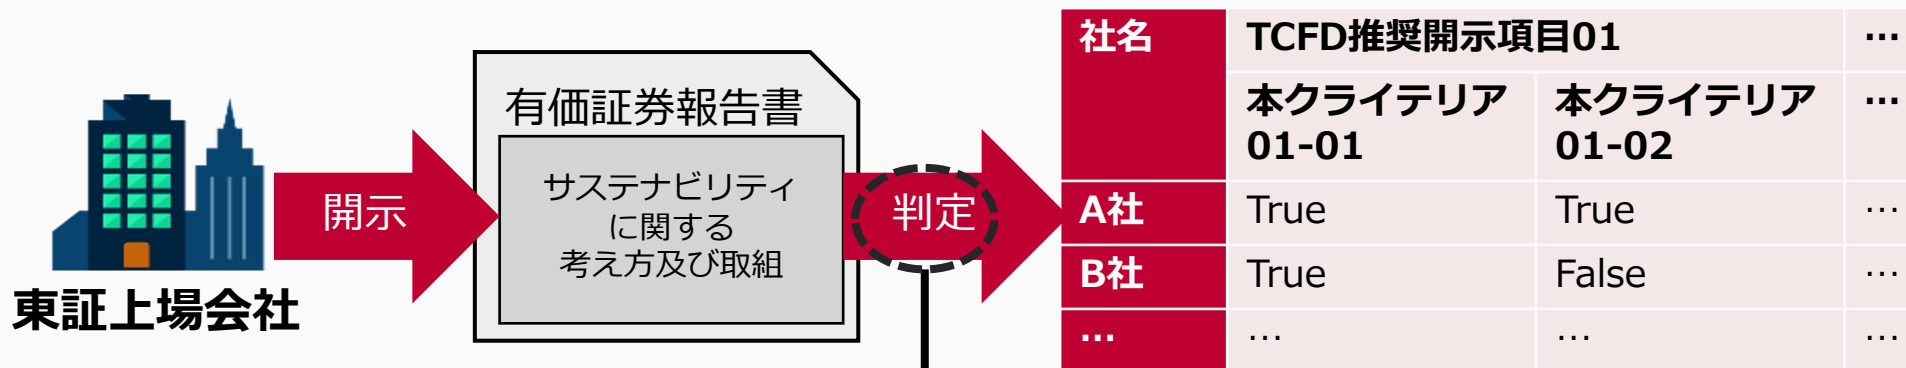 東証上場会社
開示
有価証券報告書
サステナビリティ
に関する
考え方及び取組
判定
社名 TCFD推奨開示項目01 …
本クライテリア 本クライテリア …
01-01 01-02
A社 True True …
B社 True False …
… … … …